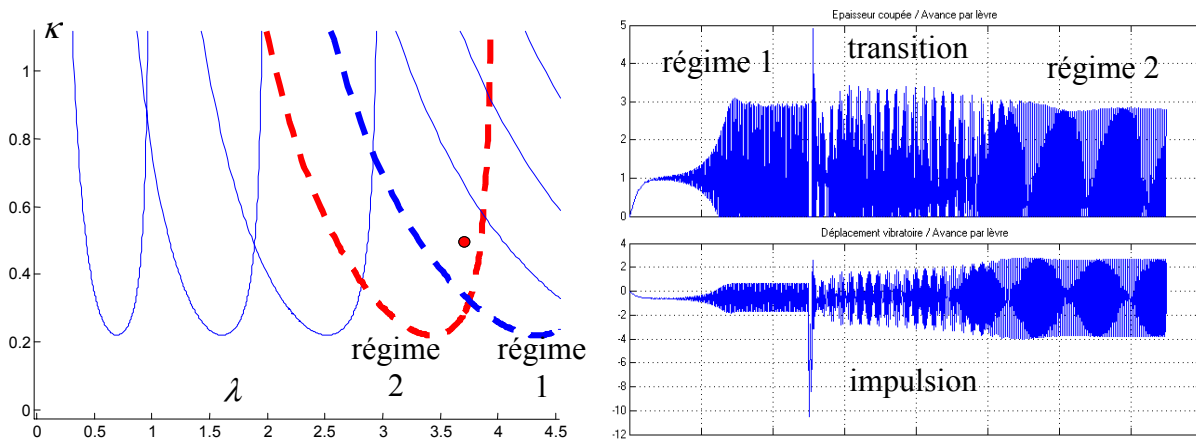 κ
1
0.8
0.6
0.4
0.2
0
régime
2
régime
1
λ
0 0.5 1 1.5 2 2.5 3 3.5 4 4.5
Epaisseur coupée / Avance par lèvre
5
4
3
2
1
0
régime 1
transition
régime 2
Déplacement vibratoire / Avance par lèvre
4
2
0
-2
-4
-6
-8
-10
-12
impulsion